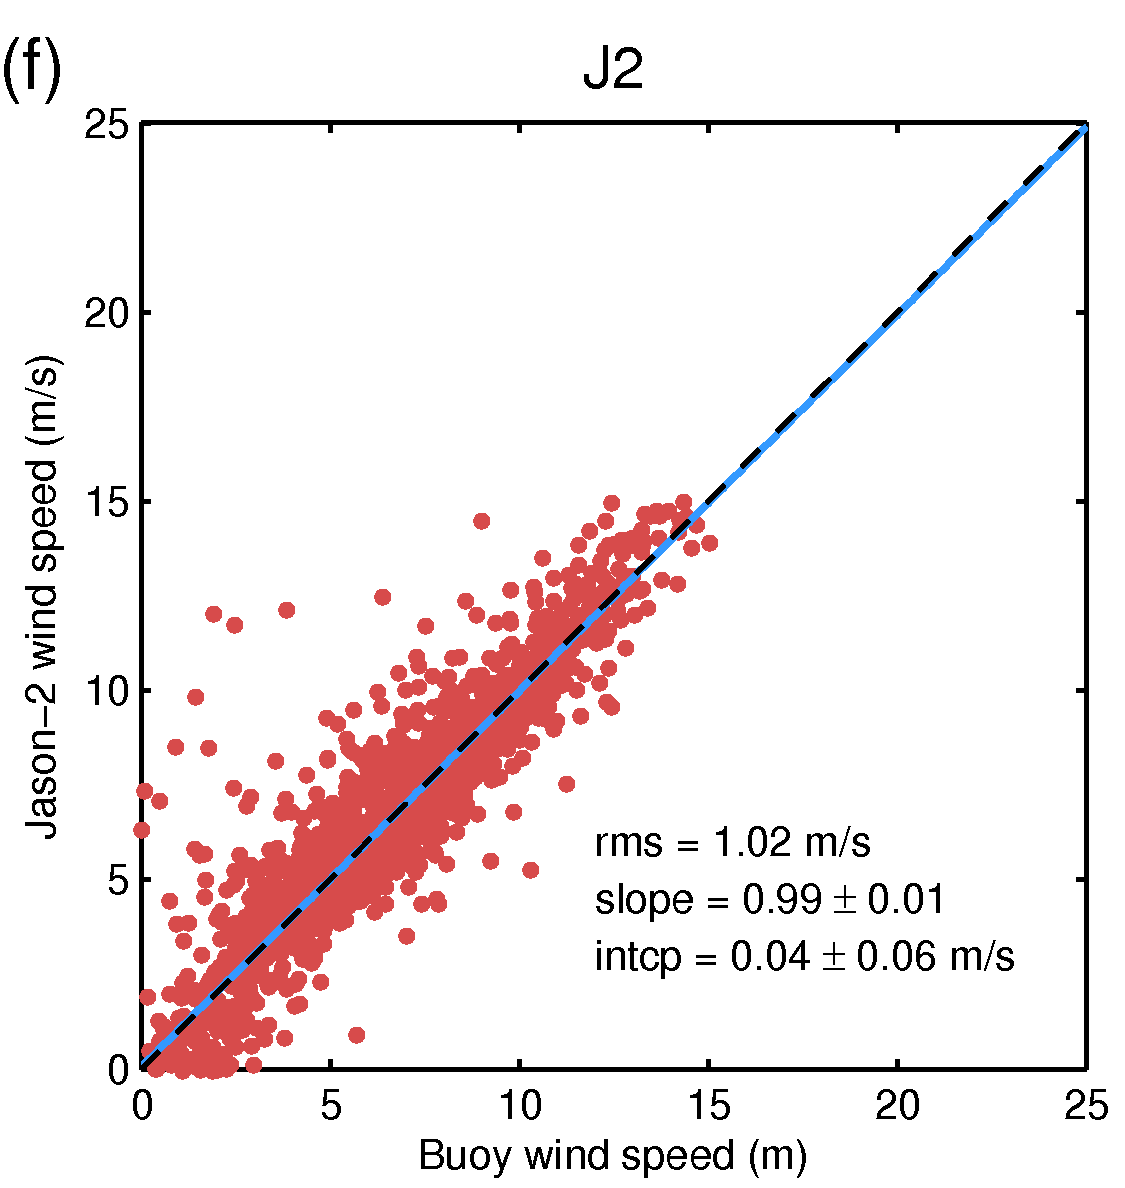 (f)
J2
25
20
15
10
5
0
Jason-2 wind speed (m/s)
rms = 1.02 m/s
slope = 0.99 ± 0.01
intcp = 0.04 ± 0.06 m/s
0 5 10 15 20 25
Buoy wind speed (m)